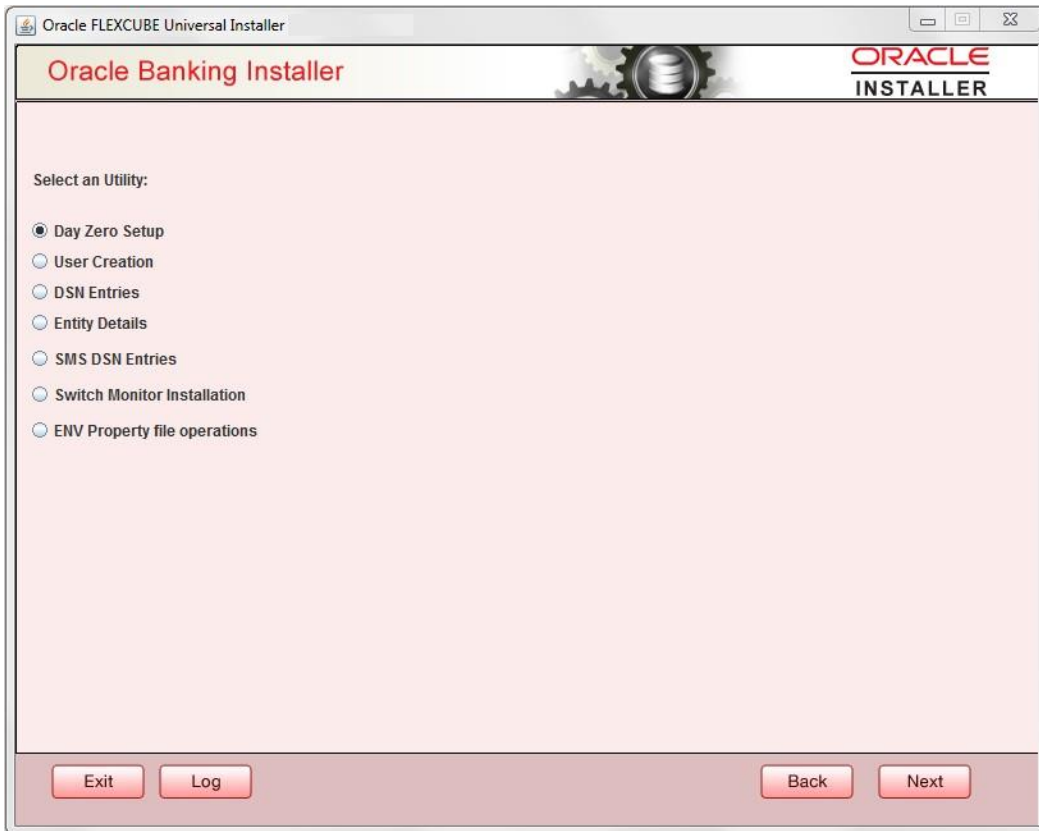 Oracle FLEXCUBE Universal Installer
Oracle Banking Installer
ORACLE
INSTALLER
Select an Utility:
Day Zero Setup
User Creation
DSN Entries
Entity Details
SMS DSN Entries
Switch Monitor Installation
ENV Property file operations
Exit
Log
Back
Next